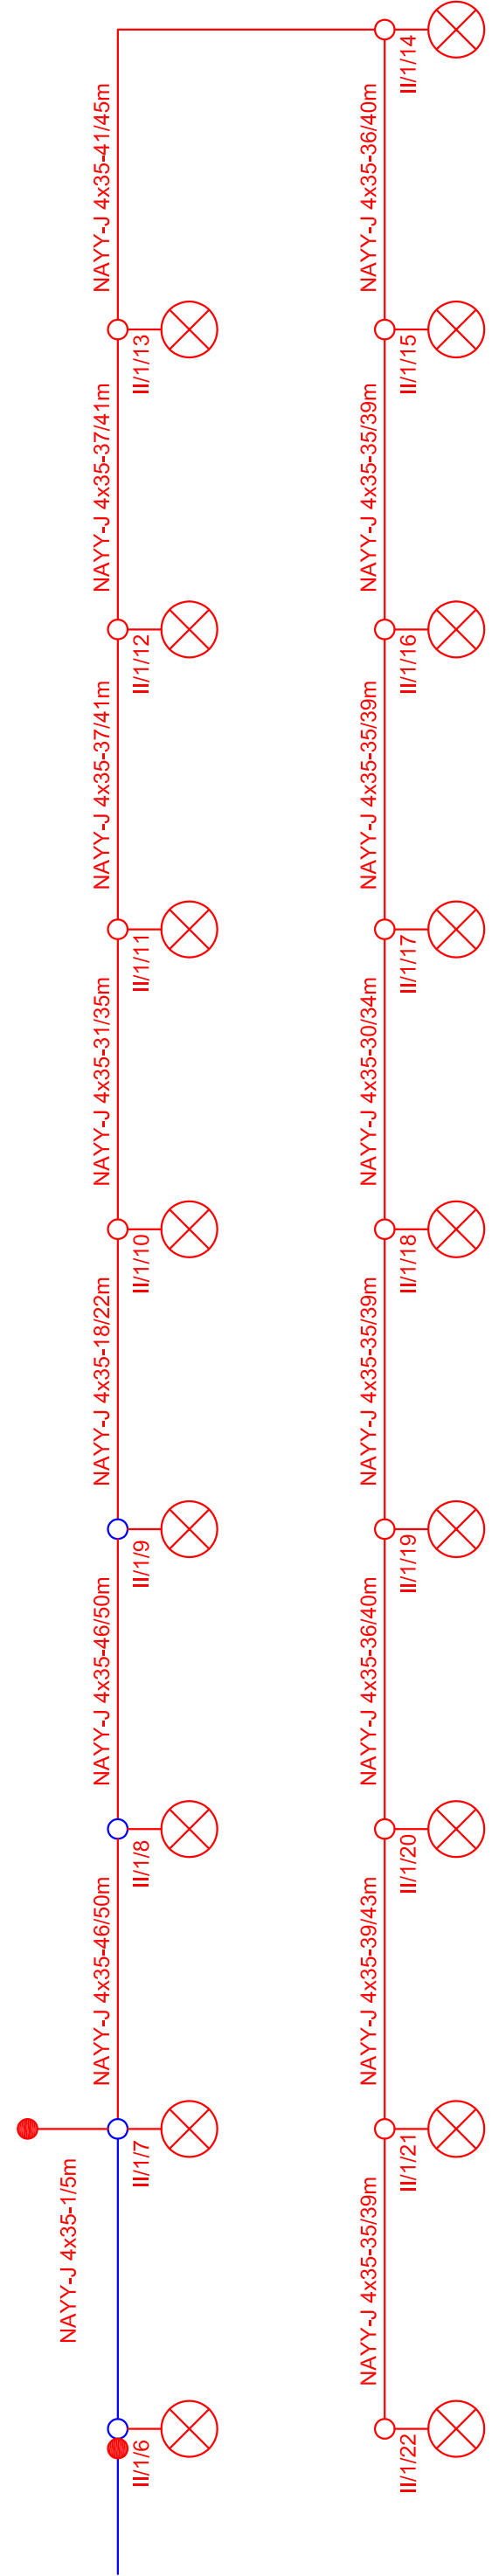 NAYY-J 4x35-41/45m
II/1/13
NAYY-J 4x35-37/41m
II/1/12
NAYY-J 4x35-37/41m
II/1/11
NAYY-J 4x35-31/35m
II/1/10
NAYY-J 4x35-18/22m
II/1/9
NAYY-J 4x35-46/50m
II/1/8
NAYY-J 4x35-46/50m
II/1/7
NAYY-J 4x35-1/5m
II/1/6
II/1/14
NAYY-J 4x35-36/40m
II/1/15
NAYY-J 4x35-35/39m
II/1/16
NAYY-J 4x35-35/39m
II/1/17
NAYY-J 4x35-30/34m
II/1/18
NAYY-J 4x35-35/39m
II/1/19
NAYY-J 4x35-36/40m
II/1/20
NAYY-J 4x35-39/43m
II/1/21
NAYY-J 4x35-35/39m
II/1/22